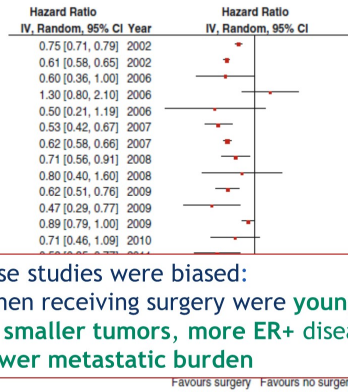 Hazard Ratio Hazard Ratio
IV, Random, 95% CI Year IV, Random, 95% CI
0.75 [0.71, 0.79] 2002
0.61 [0.58, 0.65] 2002
0.60 [0.36, 1.00] 2006
1.30 [0.80, 2.10] 2006
0.50 [0.21, 1.19] 2006
0.53 [0.42, 0.67] 2007
0.62 [0.58, 0.66] 2007
0.71 [0.56, 0.91] 2008
0.80 [0.40, 1.60] 2008
0.62 [0.51, 0.76] 2009
0.47 [0.29, 0.77] 2009
0.89 [0.79, 1.00] 2009
0.71 [0.46, 1.09] 2010
se studies were biased:
men receiving surgery were youn
smaller tumors, more ER+ disea
wer metastatic burden
Favours surgery Favours no surger